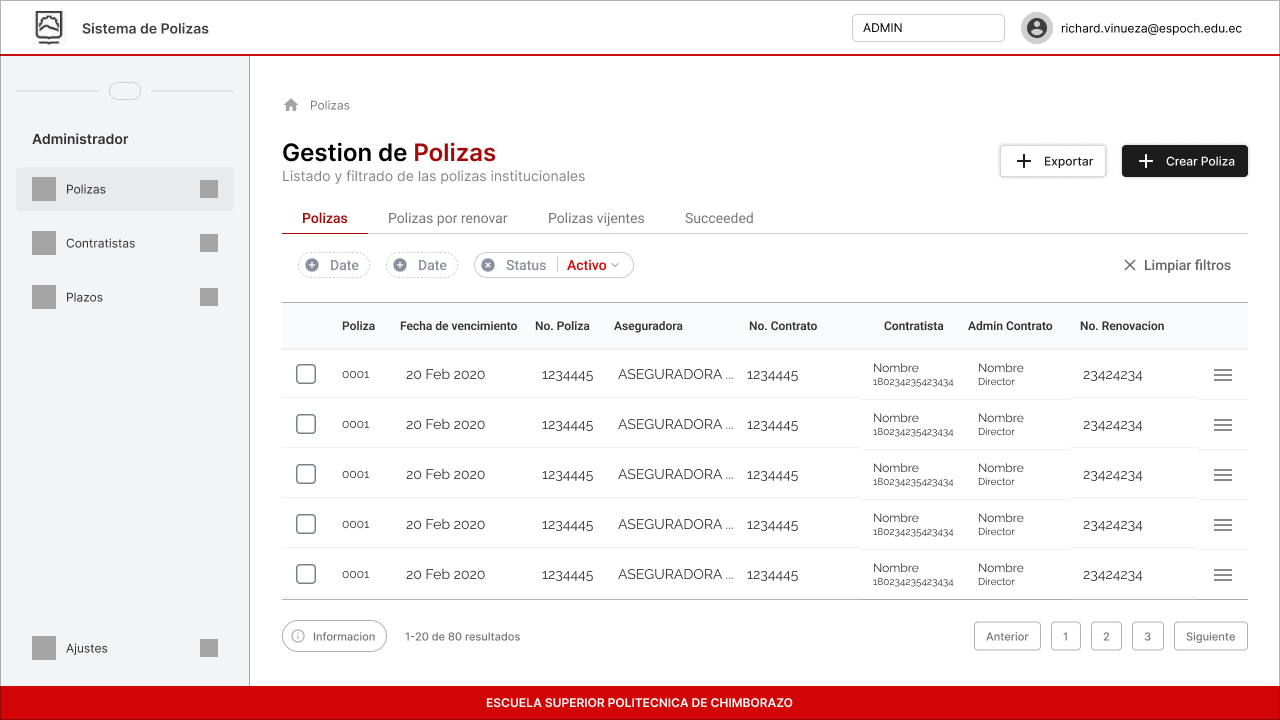 Sistema de Polizas
ADMIN
richard.vinueza@espoch.edu.ec
Administrador
Polizas
Contratistas
Plazos
Ajustes
Polizas
Gestion de Polizas
Listado y filtrado de las polizas institucionales
Exportar
Crear Poliza
Polizas
Polizas por renovar
Polizas vijentes
Succeeded
Date
Date
Status
Activo
Limpiar filtros
Poliza Fecha de vencimiento No. Poliza Aseguradora No. Contrato Contratista Admin Contrato No. Renovacion
0001 20 Feb 2020 1234445 ASEGURADORA ... 1234445 Nombre Nombre 23424234
180234235423434 Director
0001 20 Feb 2020 1234445 ASEGURADORA ... 1234445 Nombre Nombre 23424234
180234235423434 Director
0001 20 Feb 2020 1234445 ASEGURADORA ... 1234445 Nombre Nombre 23424234
180234235423434 Director
0001 20 Feb 2020 1234445 ASEGURADORA ... 1234445 Nombre Nombre 23424234
180234235423434 Director
0001 20 Feb 2020 1234445 ASEGURADORA ... 1234445 Nombre Nombre 23424234
180234235423434 Director
Informacion
1-20 de 80 resultados
Anterior 1 2 3 Siguiente
ESCUELA SUPERIOR POLITECNICA DE CHIMBORAZO